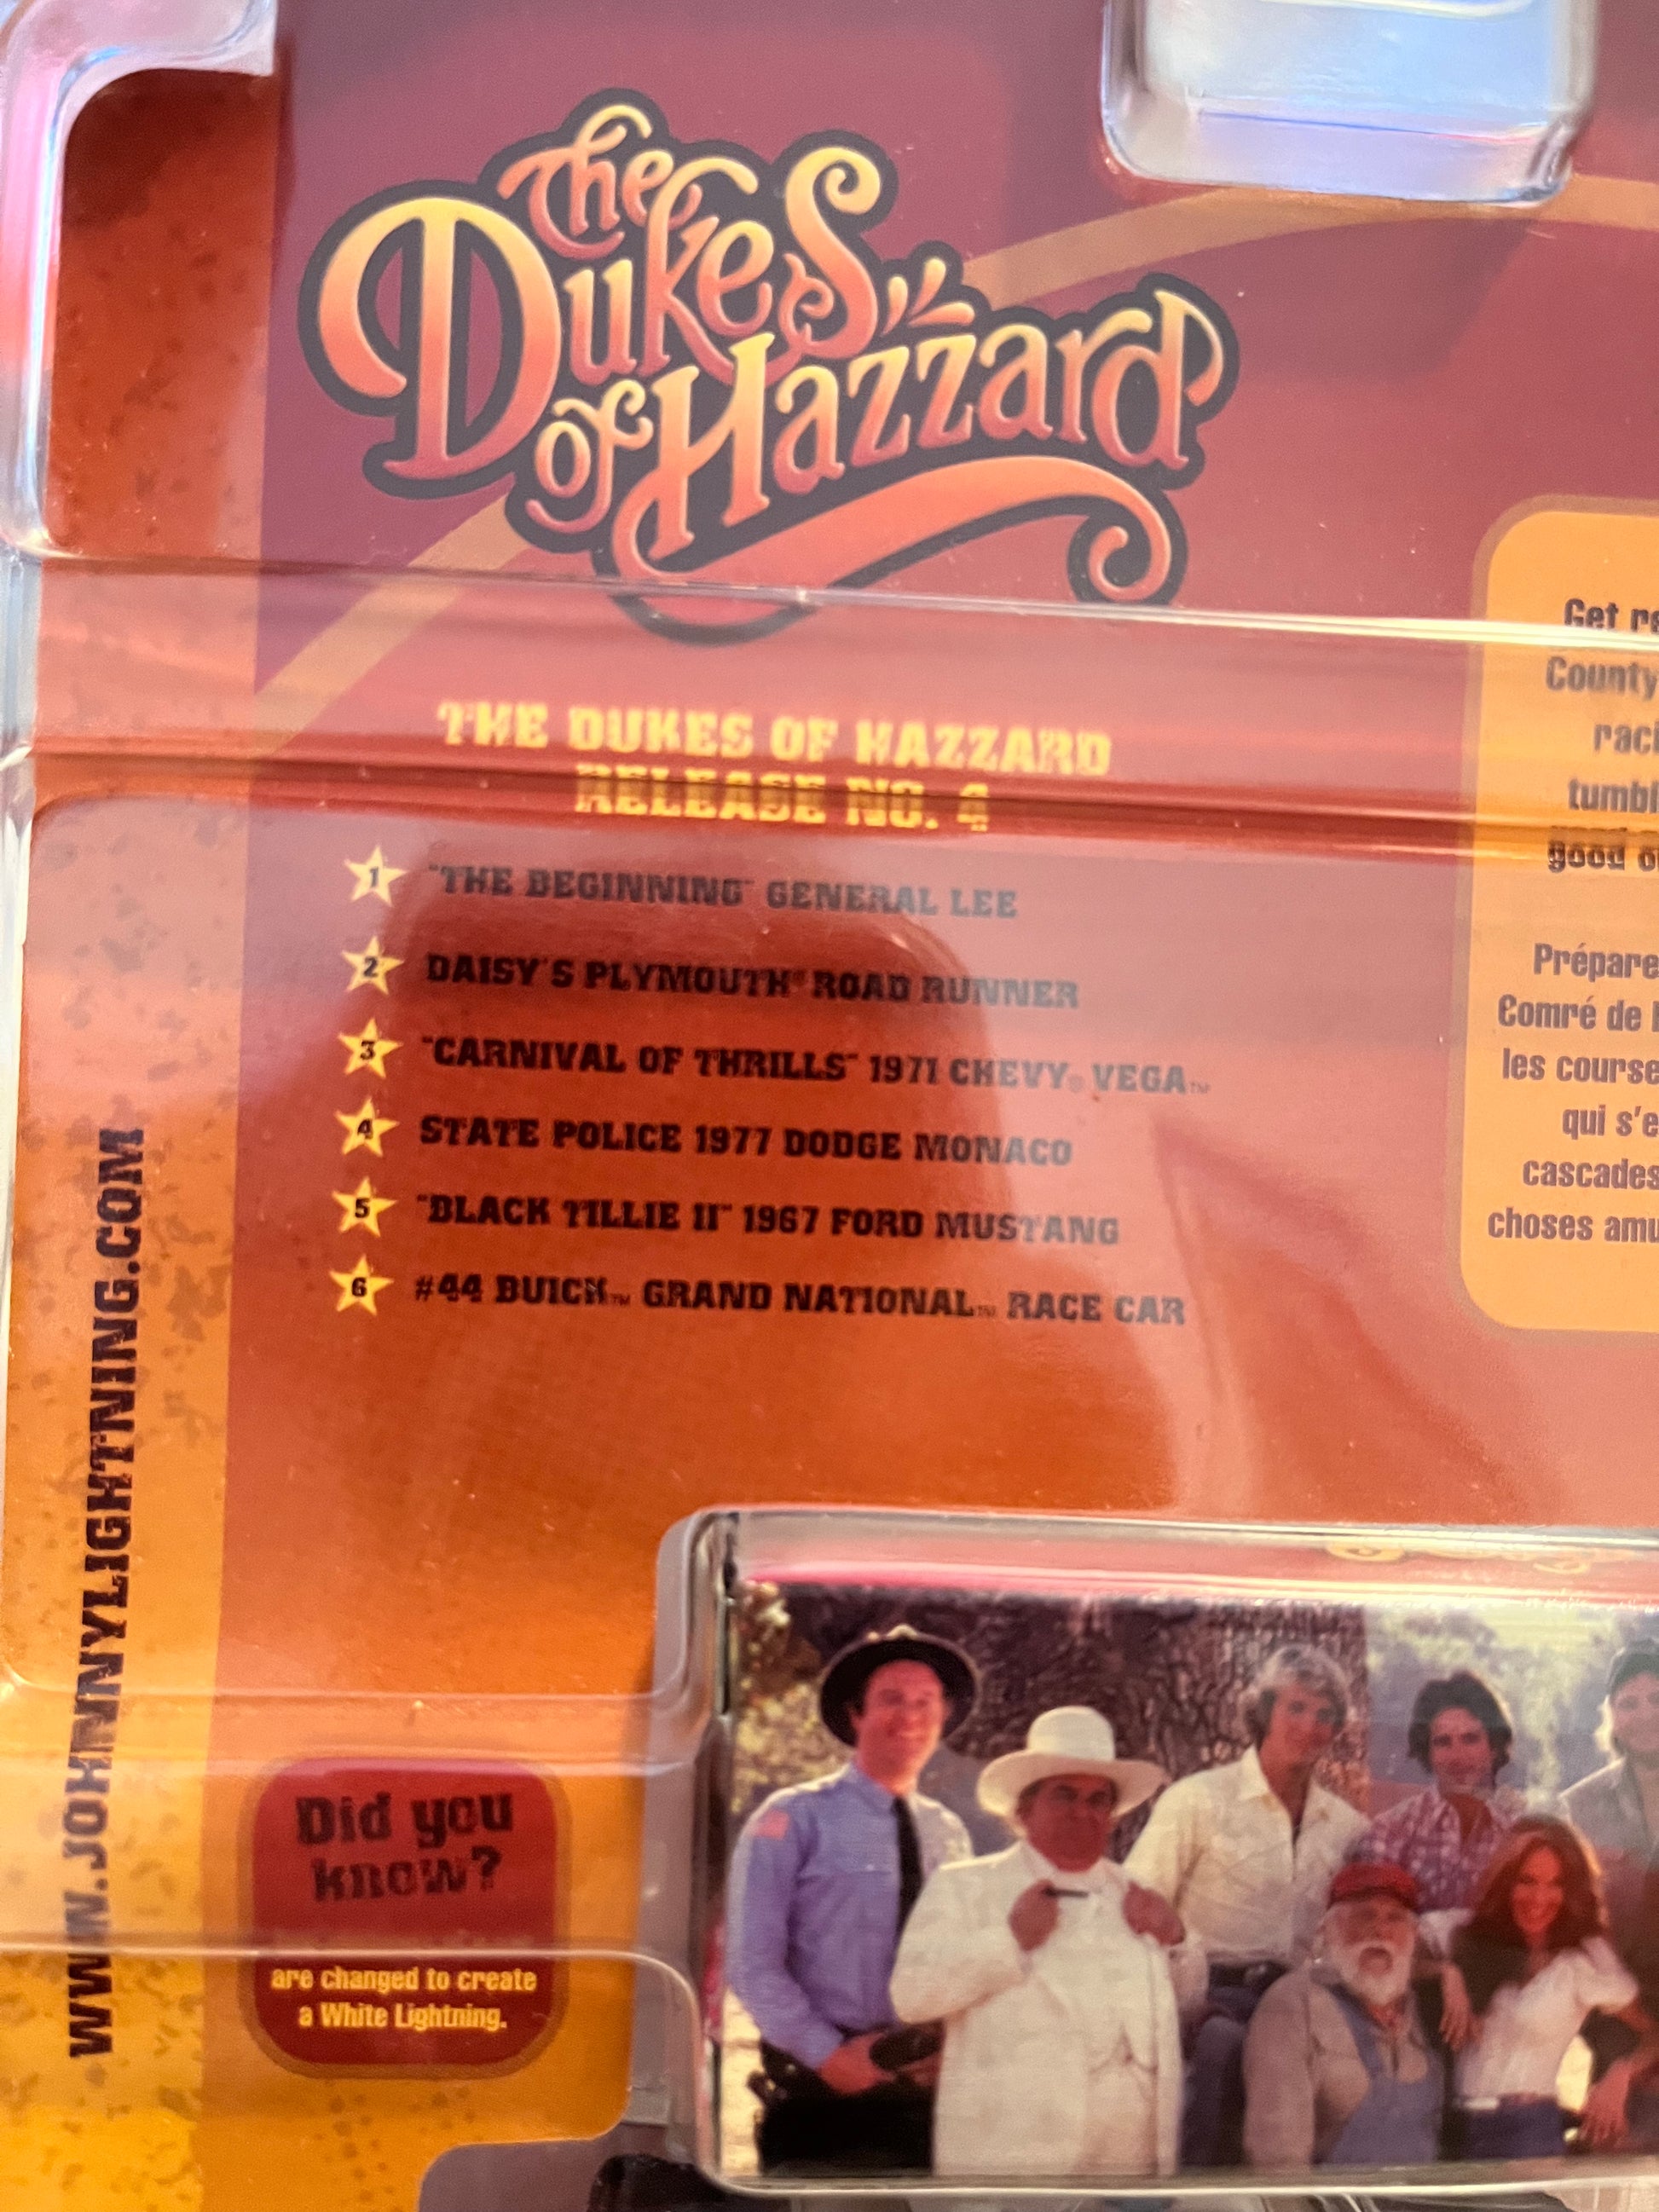 The
Dukes
of Hazzard
THE DUKES OF HAZZARD
RELEASE NO. 4
1 "THE BEGINNING" GENERAL LEE
2 DAISY'S PLYMOUTH® ROAD RUNNER
3 "CARNIVAL OF THRILLS" 1971 CHEVY® VEGA™
4 STATE POLICE 1977 DODGE MONACO
5 "BLACK TILLIE II" 1967 FORD MUSTANG
6 #44 BUICK™ GRAND NATIONAL™ RACE CAR
Get
County
tumbl
good
Prépare
Comré de
les course
qui s'e
cascades
choses amu
WWW.JOHNNYLIGHTNING.COM
Did you
know?
are changed to create
a White Lightning.